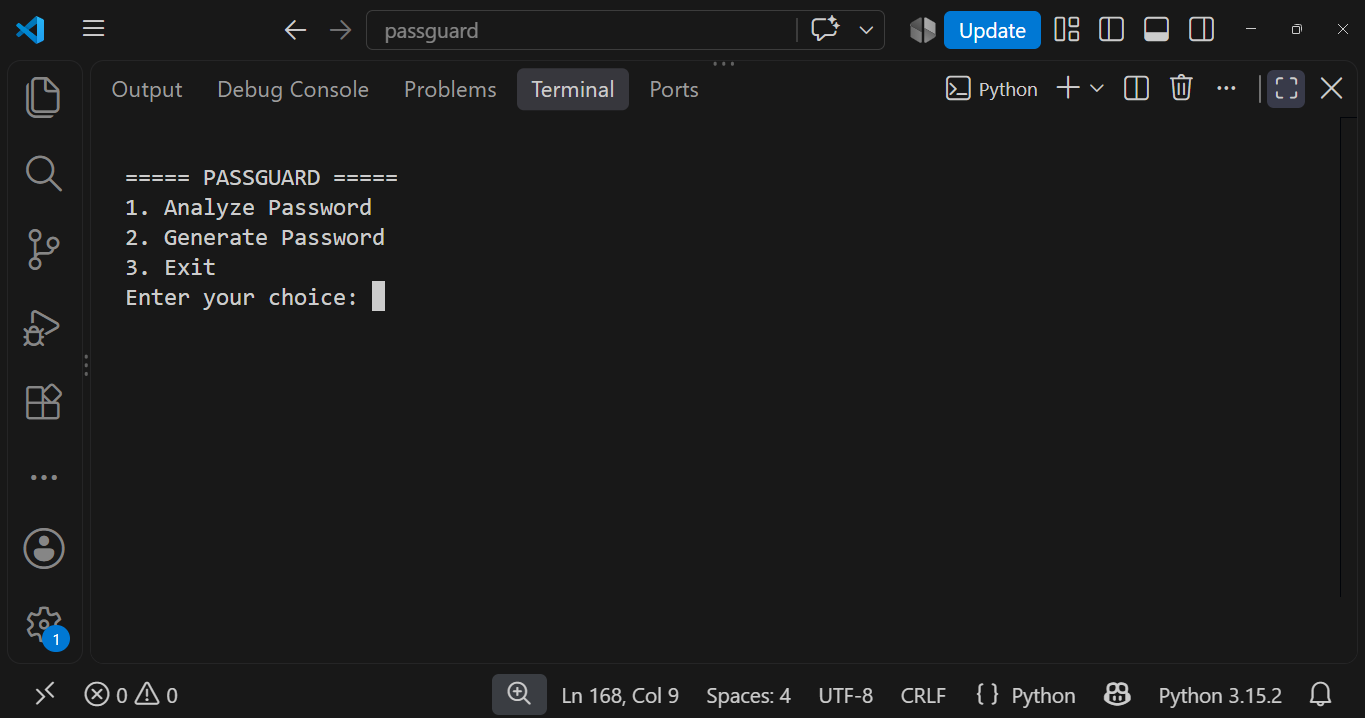 passguard
Update
Output Debug Console Problems Terminal Ports
Python
===== PASSGUARD =====
1. Analyze Password
2. Generate Password
3. Exit
Enter your choice:
1
0 0
Ln 168, Col 9 Spaces: 4 UTF-8 CRLF {} Python Python 3.15.2